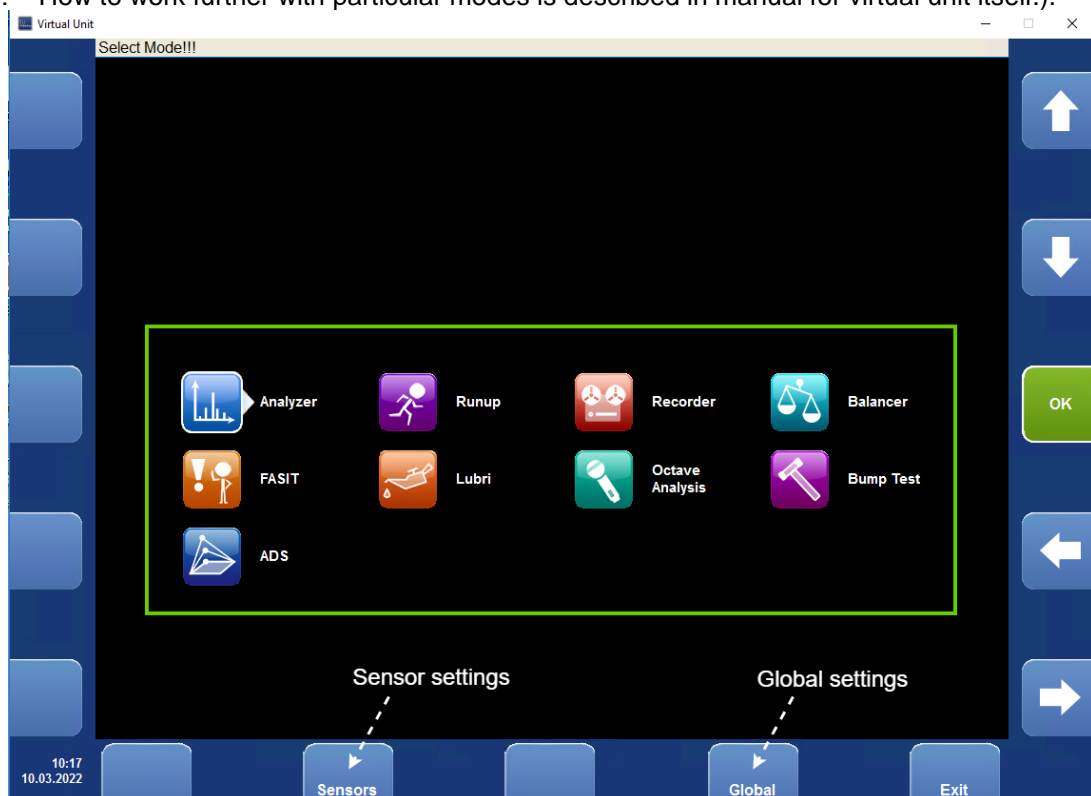 How to work further with particular modes is described in manual for virtual unit itself.).
Virtual Unit
Select Mode!!!
Analyzer
Runup
Recorder
Balancer
OK
FASIT
Lubri
Octave
Analysis
Bump Test
ADS
Sensor settings
Global settings
10:17
10.03.2022
Sensors
Global
Exit